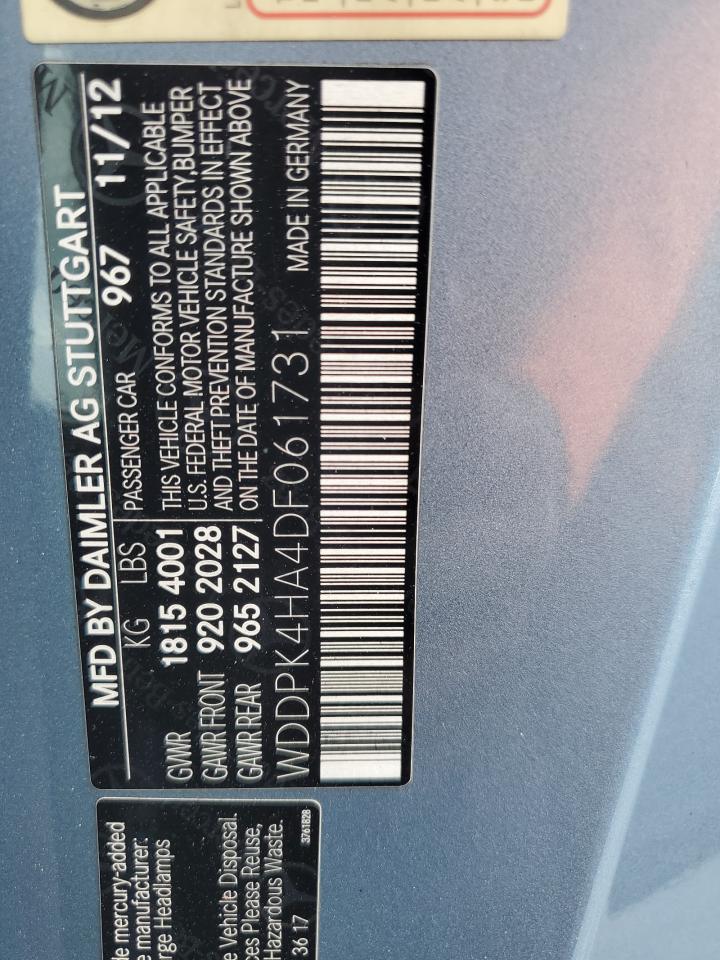 MFD BY DAIMLER AG STUTTGART
KG LBS PASSENGER CAR 967 11/12
GVWR 1815 4001 THIS VEHICLE CONFORMS TO ALL APPLICABLE
GAWR FRONT 920 2028 U.S. FEDERAL MOTOR VEHICLE SAFETY,BUMPER
GAWR REAR 965 2127 AND THEFT PREVENTION STANDARDS IN EFFECT
ON THE DATE OF MANUFACTURE SHOWN ABOVE
WDDPK4HA4DF061731 MADE IN GERMANY
mercury-added
manufacturer:
Headlamps
Vehicle Disposal.
Please Reuse,
Hazardous Waste.
36 17 3761828